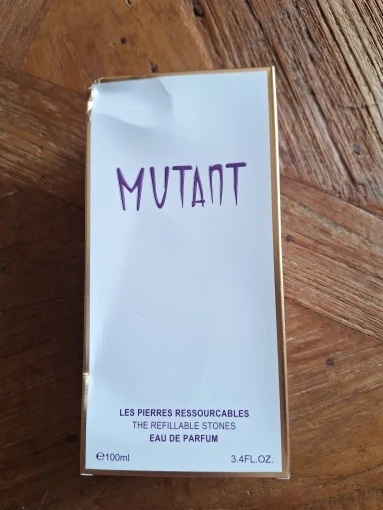 MUTANT
LES PIERRES RESSOURCABLES
THE REFILLABLE STONES
EAU DE PARFUM
℮100ml 3.4FL.OZ.